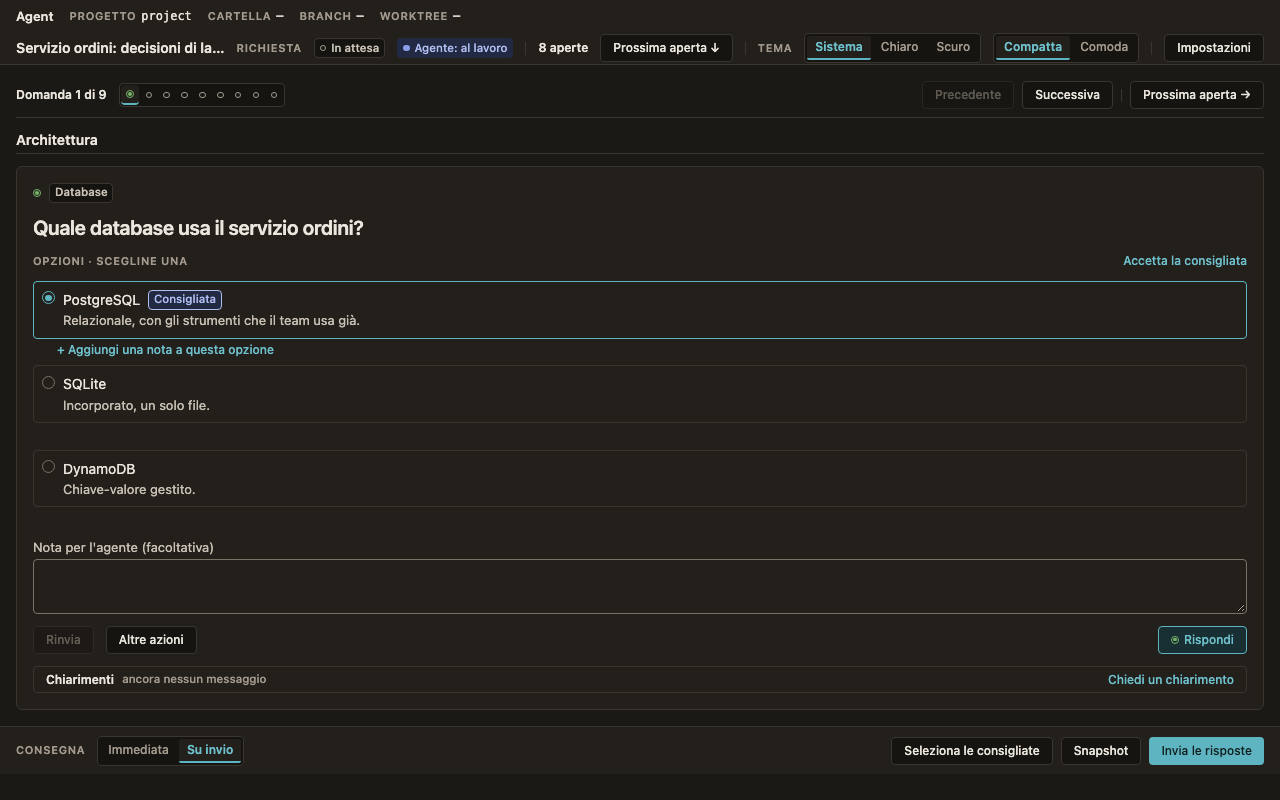 Agent PROGETTO project CARTELLA – BRANCH – WORKTREE –
Servizio ordini: decisioni di la... RICHIESTA In attesa Agente: al lavoro 8 aperte Prossima aperta ↓ TEMA Sistema Chiaro Scuro Compatta Comoda Impostazioni
Domanda 1 di 9 Precedente Successiva Prossima aperta →
Architettura
Database
Quale database usa il servizio ordini?
OPZIONI · SCEGLINE UNA Accetta la consigliata
PostgreSQL Consigliata
Relazionale, con gli strumenti che il team usa già.
+ Aggiungi una nota a questa opzione
SQLite
Incorporato, un solo file.
DynamoDB
Chiave-valore gestito.
Nota per l'agente (facoltativa)
Rinvia Altre azioni Rispondi
Chiarimenti ancora nessun messaggio Chiedi un chiarimento
CONSEGNA Immediata Su invio Seleziona le consigliate Snapshot Invia le risposte